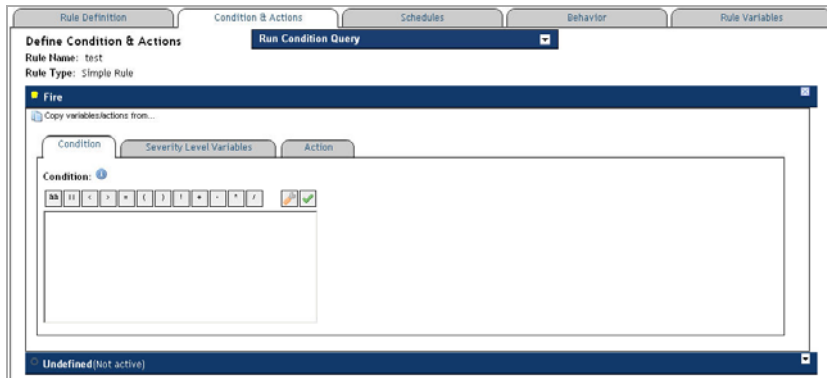 Rule Definition Condition & Actions Schedules Behavior Rule Variables
Define Condition & Actions Run Condition Query
Rule Name: test
Rule Type: Simple Rule
Fire
Copy variables/actions from...
Condition Severity Level Variables Action
Condition:
&& || < > = ( ) ! + - * /
Undefined(Not active)